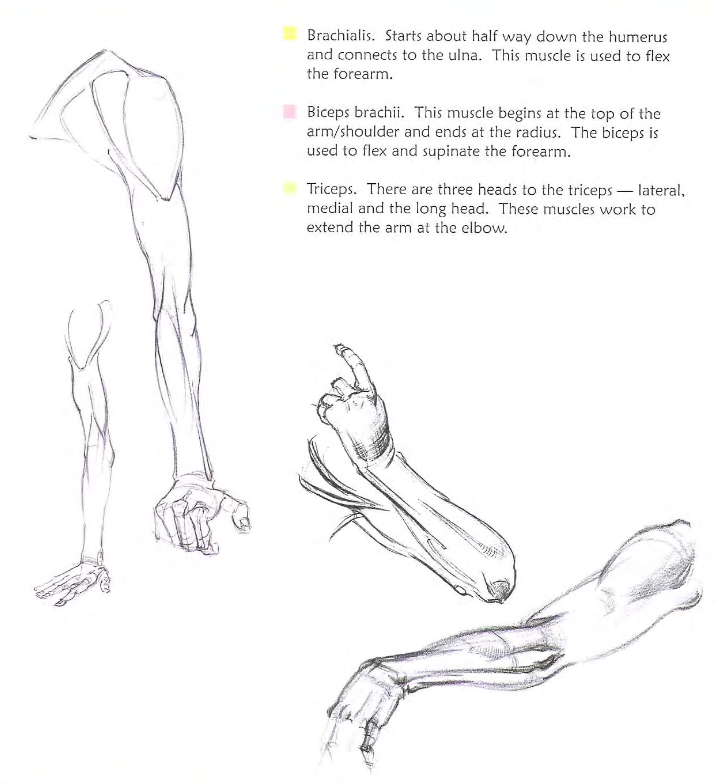 Brachialis. Starts about half way down the humerus
and connects to the ulna. This muscle is used to flex
the forearm.
Biceps brachii. This muscle begins at the top of the
arm/shoulder and ends at the radius. The biceps is
used to flex and supinate the forearm.
Triceps. There are three heads to the triceps — lateral,
medial and the long head. These muscles work to
extend the arm at the elbow.